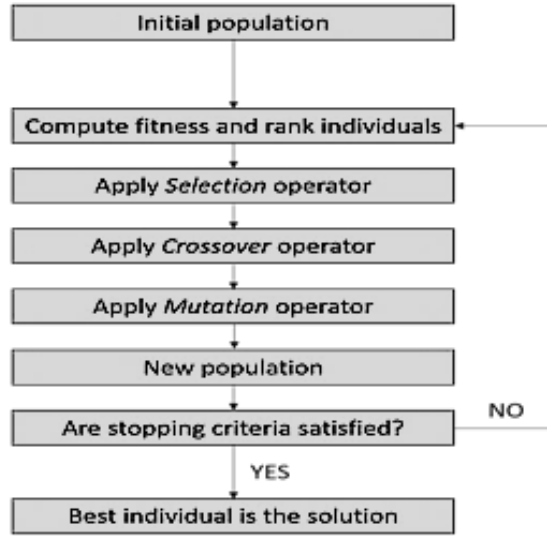 Initial population
Compute fitness and rank individuals
Apply Selection operator
Apply Crossover operator
Apply Mutation operator
New population
Are stopping criteria satisfied?
NO
YES
Best individual is the solution